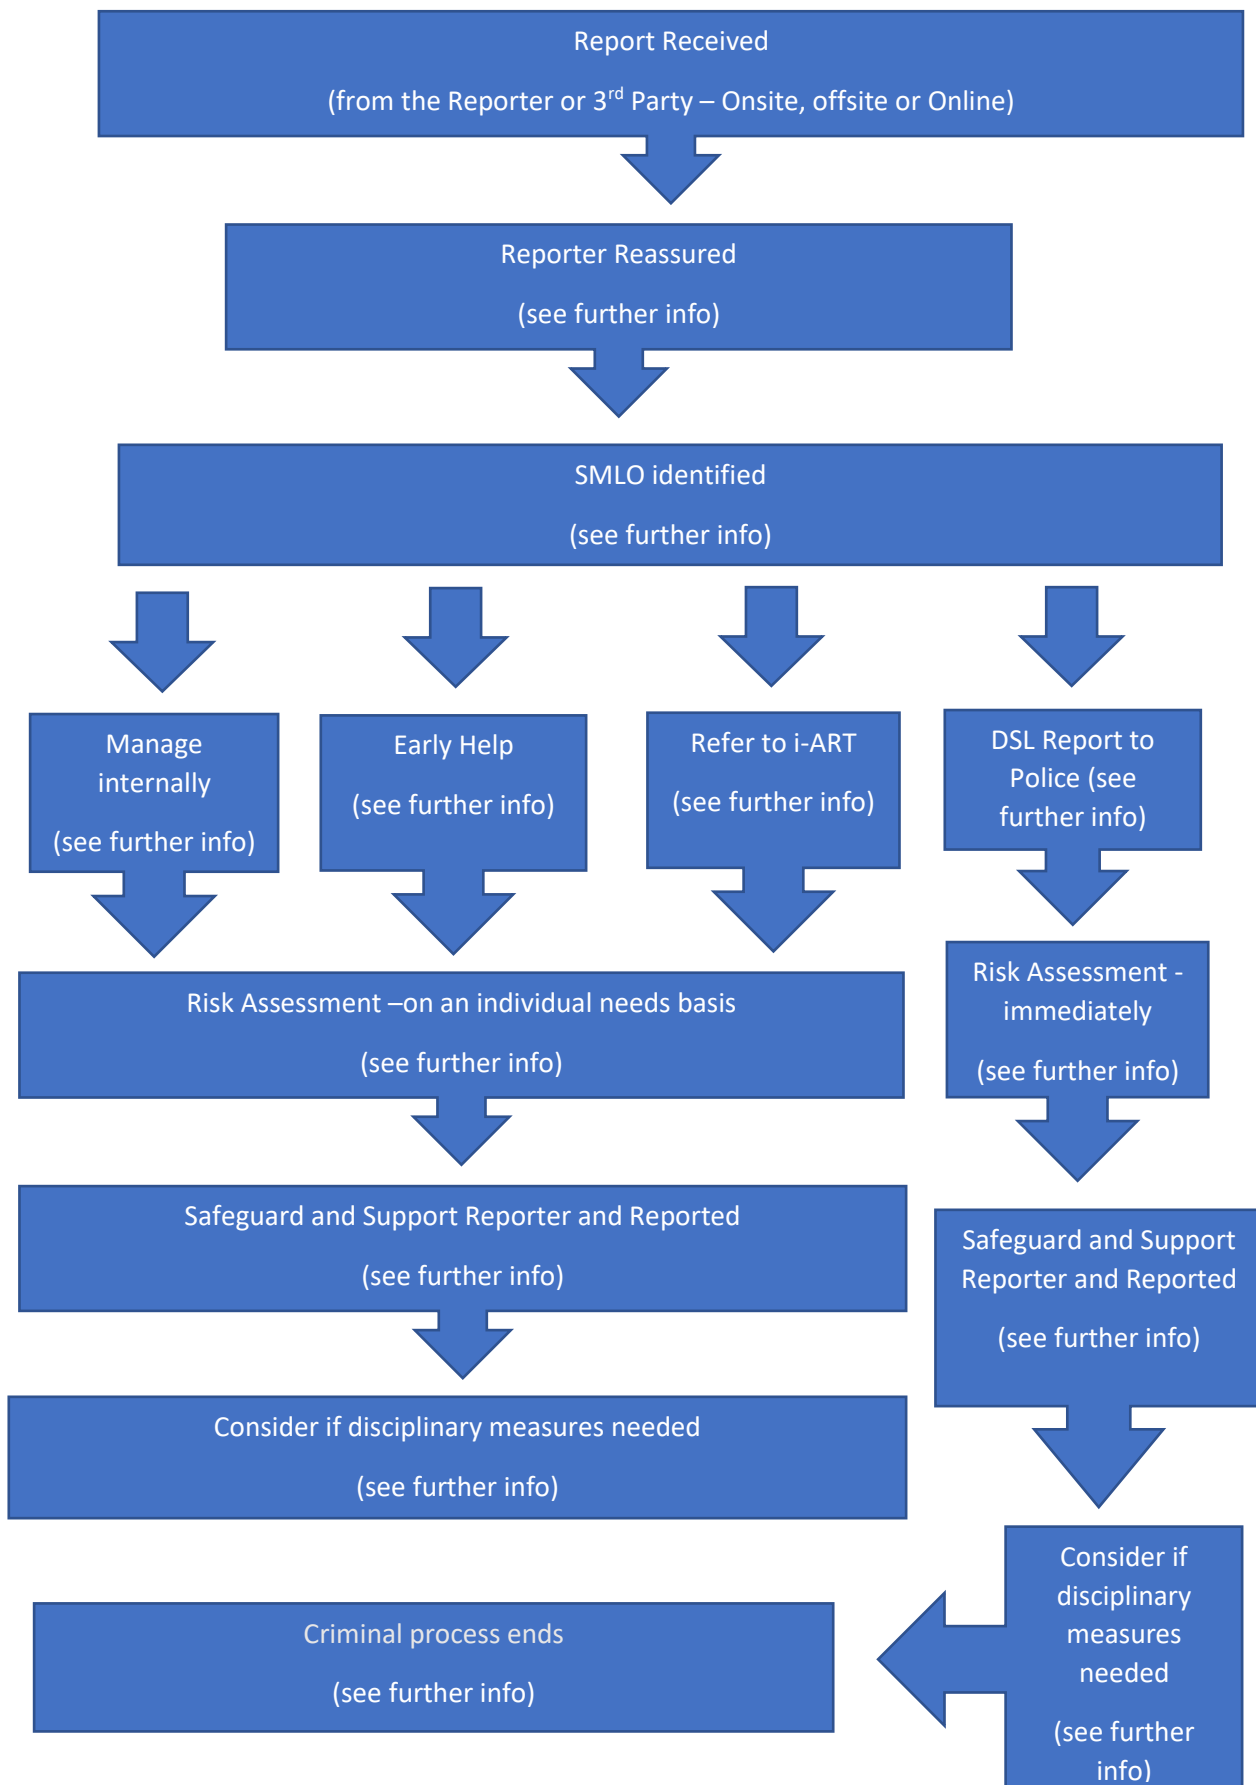 Report Received
(from the Reporter or 3rd Party – Onsite, offsite or Online)
Reporter Reassured
(see further info)
SMLO identified
(see further info)
Manage
internally
(see further info)
Early Help
(see further info)
Refer to i-ART
(see further info)
DSL Report to
Police (see
further info)
Risk Assessment –on an individual needs basis
(see further info)
Risk Assessment -
immediately
(see further info)
Safeguard and Support Reporter and Reported
(see further info)
Safeguard and Support
Reporter and Reported
(see further info)
Consider if disciplinary measures needed
(see further info)
Consider if
disciplinary
measures
needed
(see further
info)
Criminal process ends
(see further info)